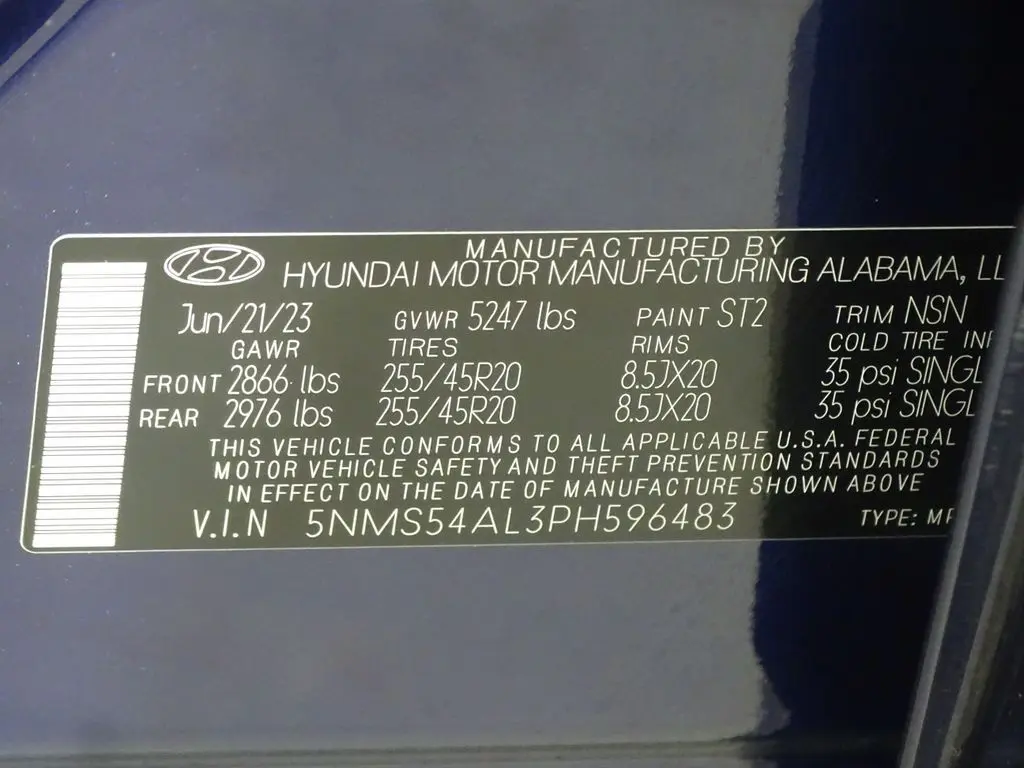 MANUFACTURED BY
HYUNDAI MOTOR MANUFACTURING ALABAMA, LL
Jun/21/23 GVWR 5247 lbs PAINT ST2 TRIM NSN
GAWR TIRES RIMS COLD TIRE INF
FRONT 2866 lbs 255/45R20 8.5JX20 35 psi SINGL
REAR 2976 lbs 255/45R20 8.5JX20 35 psi SINGL
THIS VEHICLE CONFORMS TO ALL APPLICABLE U.S.A. FEDERAL
MOTOR VEHICLE SAFETY AND THEFT PREVENTION STANDARDS
IN EFFECT ON THE DATE OF MANUFACTURE SHOWN ABOVE
V.I.N 5NMS54AL3PH596483 TYPE: MP